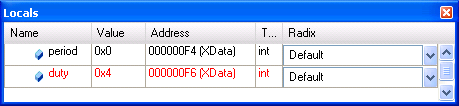 Locals
Name Value Address T... Radix
period 0x0 000000F4 (XData) int Default
duty 0x4 000000F6 (XData) int Default